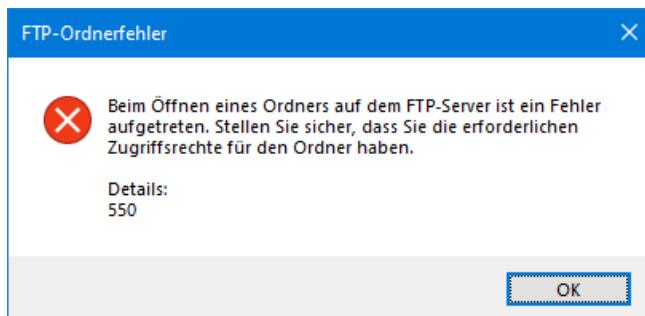 FTP-Ordnerfehler
Beim Öffnen eines Ordners auf dem FTP-Server ist ein Fehler
aufgetreten. Stellen Sie sicher, dass Sie die erforderlichen
Zugriffsrechte für den Ordner haben.
Details:
550
OK